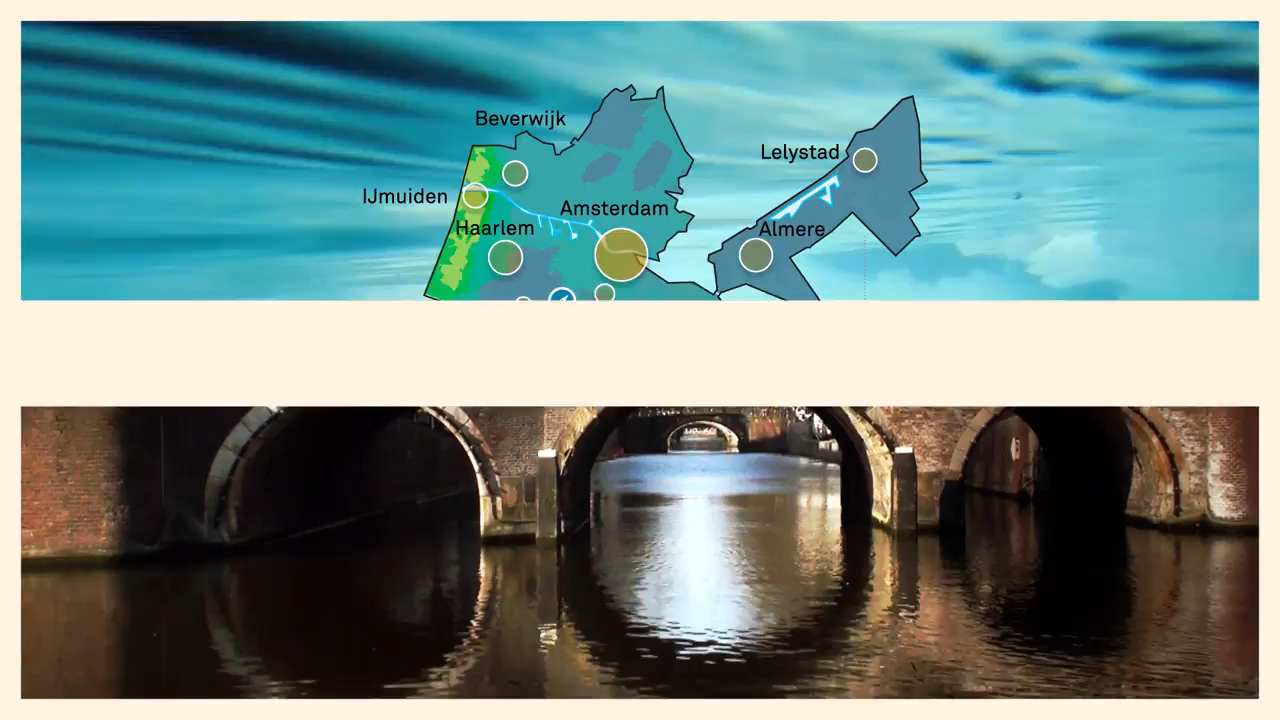 Beverwijk
Lelystad
IJmuiden
Amsterdam
Haarlem
Almere